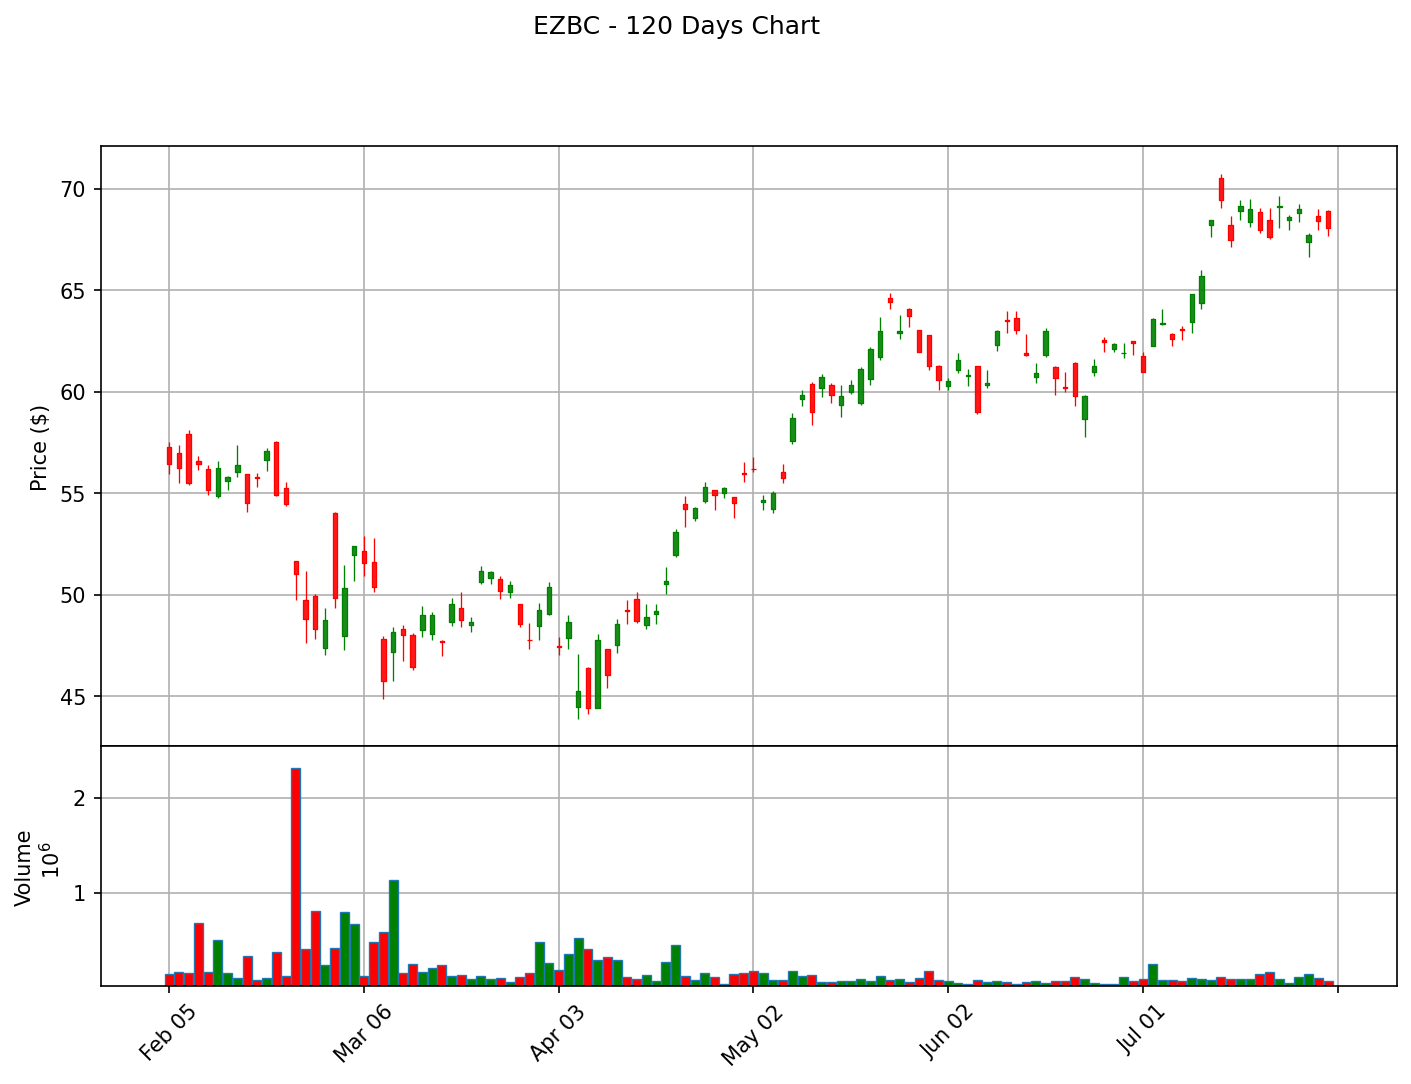 EZBC - 120 Days Chart
Price ($)
70
65
60
55
50
45
Volume
10⁶
2
1
Feb 05
Mar 06
Apr 03
May 02
Jun 02
Jul 01